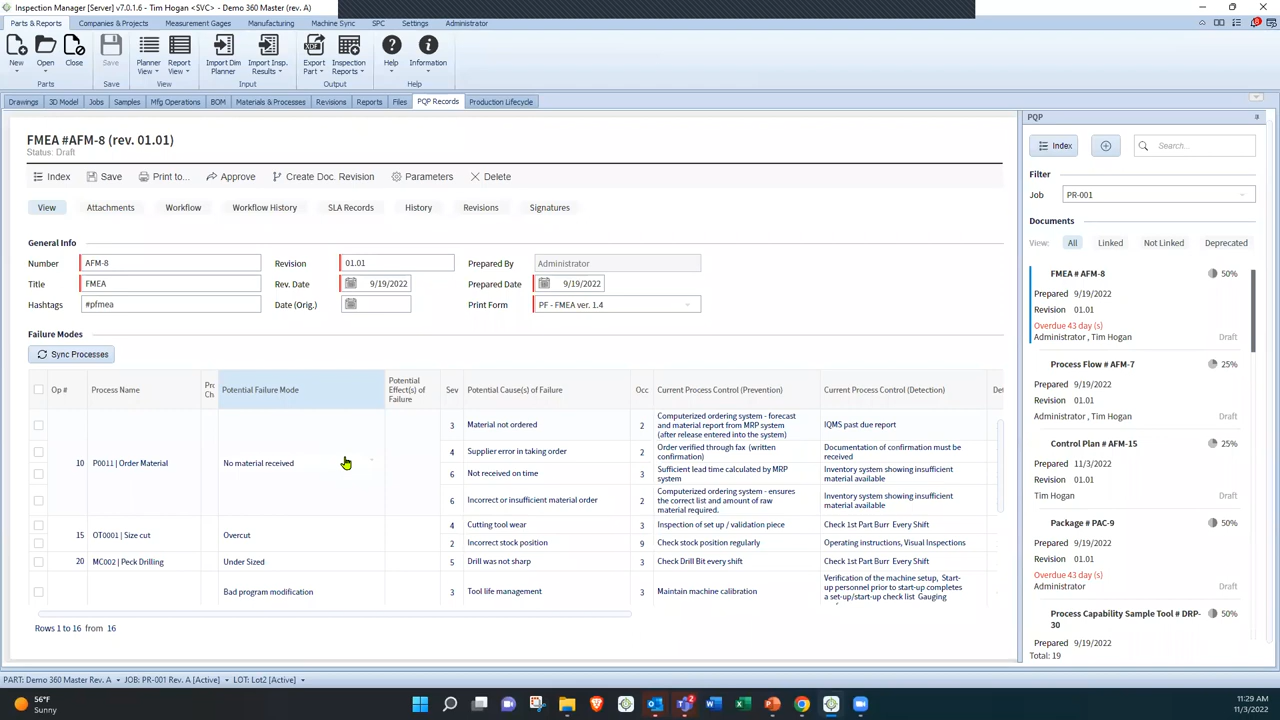 Inspection Manager [Server] v7.0.1.6 - Tim Hogan <SVC> - Demo 360 Master (rev. A)
Parts & Reports Companies & Projects Measurement Gages Manufacturing Machine Sync SPC Settings Administrator
New Open Close Save Planner View Report View Import Dim Planner Import Insp. Results Export Part Inspection Reports Help Information
Parts Save View Input Output Help
Drawings 3D Model Jobs Samples Mfg Operations BOM Materials & Processes Revisions Reports Files PQP Records Production Lifecycle
FMEA #AFM-8 (rev. 01.01)
Status: Draft
Index Save Print to... Approve Create Doc. Revision Parameters Delete
View Attachments Workflow Workflow History SLA Records History Revisions Signatures
General Info
Number AFM-8 Revision 01.01 Prepared By Administrator
Title FMEA Rev. Date 9/19/2022 Prepared Date 9/19/2022
Hashtags #pfmea Date (Orig.) Print Form PF - FMEA ver. 1.4
Failure Modes
Sync Processes
Op # Process Name Potential Failure Mode Potential Effect(s) of Failure Sev Potential Cause(s) of Failure Occ Current Process Control (Prevention) Current Process Control (Detection)
10 P0011 | Order Material No material received
3 Material not ordered 2 Computerized ordering system - forecast and material report from MRP system (after release entered into the system) IQMS past due report
4 Supplier error in taking order 2 Order verified through fax (written confirmation) Documentation of confirmation must be received
6 Not received on time 3 Sufficient lead time calculated by MRP system Inventory system showing insufficient material available
6 Incorrect or insufficient material order 2 Computerized ordering system - ensures the correct list and amount of raw material required. Inventory system showing insufficient material available
15 OT0001 | Size cut Overcut
4 Cutting tool wear 3 Inspection of set up / validation piece Check 1st Part Burr Every Shift
2 Incorrect stock position 9 Check stock position regularly Operating instructions, Visual Inspections
20 MC002 | Peck Drilling Under Sized 5 Drill was not sharp 3 Check Drill Bit every shift Check 1st Part Burr Every Shift
Bad program modification 3 Tool life management 3 Maintain machine calibration Verification of the machine setup, Start-up personnel prior to start-up completes a set-up/start-up check list Gauging
Rows 1 to 16 from 16
PQP
Index Search...
Filter
Job PR-001
Documents
View: All Linked Not Linked Deprecated
FMEA # AFM-8 50%
Prepared 9/19/2022
Revision 01.01
Overdue 43 day (s)
Administrator , Tim Hogan Draft
Process Flow # AFM-7 25%
Prepared 9/19/2022
Revision 01.01
Administrator , Tim Hogan Draft
Control Plan # AFM-15 25%
Prepared 11/3/2022
Revision 01.01
Tim Hogan Draft
Package # PAC-9 50%
Prepared 9/19/2022
Revision 01.01
Overdue 43 day (s)
Administrator Draft
Process Capability Sample Tool # DRP-30 50%
Prepared 9/19/2022
Total: 19
PART: Demo 360 Master Rev. A JOB: PR-001 Rev. A [Active] LOT: Lot2 [Active]
56°F
Sunny
2
11:29 AM
11/3/2022